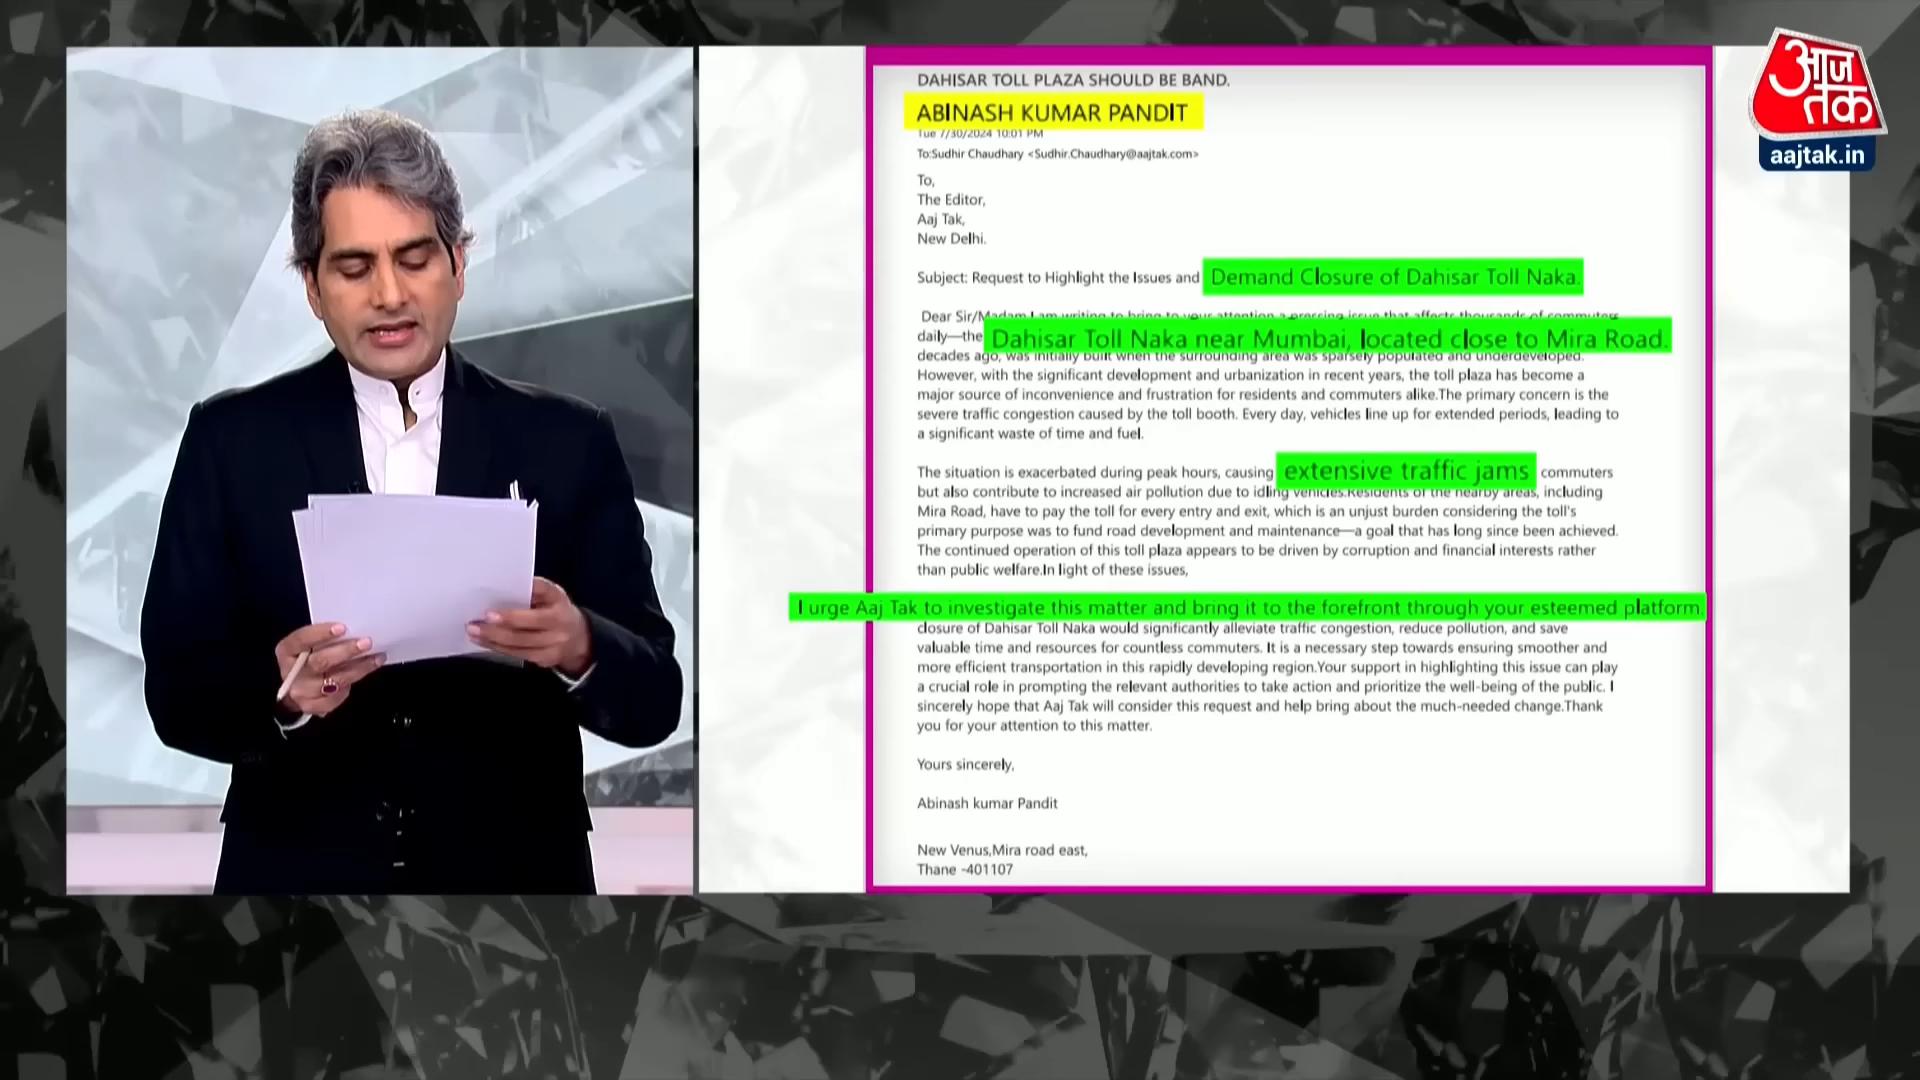 आज
तक
aajtak.in
DAHISAR TOLL PLAZA SHOULD BE BAND.
ABINASH KUMAR PANDIT
Tue 7/30/2024 10:01 PM
To:Sudhir Chaudhary <Sudhir.Chaudhary@aajtak.com>
To,
The Editor,
Aaj Tak,
New Delhi.
Subject: Request to Highlight the Issues and Demand Closure of Dahisar Toll Naka.
Dear Sir/Madam I am writing to bring to your attention a pressing issue that affects thousands of commuters
daily—the Dahisar Toll Naka near Mumbai, located close to Mira Road.
decades ago, was initially built when the surrounding area was sparsely populated and underdeveloped.
However, with the significant development and urbanization in recent years, the toll plaza has become a
major source of inconvenience and frustration for residents and commuters alike.The primary concern is the
severe traffic congestion caused by the toll booth. Every day, vehicles line up for extended periods, leading to
a significant waste of time and fuel.
The situation is exacerbated during peak hours, causing extensive traffic jams commuters
but also contribute to increased air pollution due to idling vehicles.Residents of the nearby areas, including
Mira Road, have to pay the toll for every entry and exit, which is an unjust burden considering the toll's
primary purpose was to fund road development and maintenance—a goal that has long since been achieved.
The continued operation of this toll plaza appears to be driven by corruption and financial interests rather
than public welfare.In light of these issues,
I urge Aaj Tak to investigate this matter and bring it to the forefront through your esteemed platform.
closure of Dahisar Toll Naka would significantly alleviate traffic congestion, reduce pollution, and save
valuable time and resources for countless commuters. It is a necessary step towards ensuring smoother and
more efficient transportation in this rapidly developing region.Your support in highlighting this issue can play
a crucial role in prompting the relevant authorities to take action and prioritize the well-being of the public. I
sincerely hope that Aaj Tak will consider this request and help bring about the much-needed change.Thank
you for your attention to this matter.
Yours sincerely,
Abinash kumar Pandit
New Venus,Mira road east,
Thane -401107